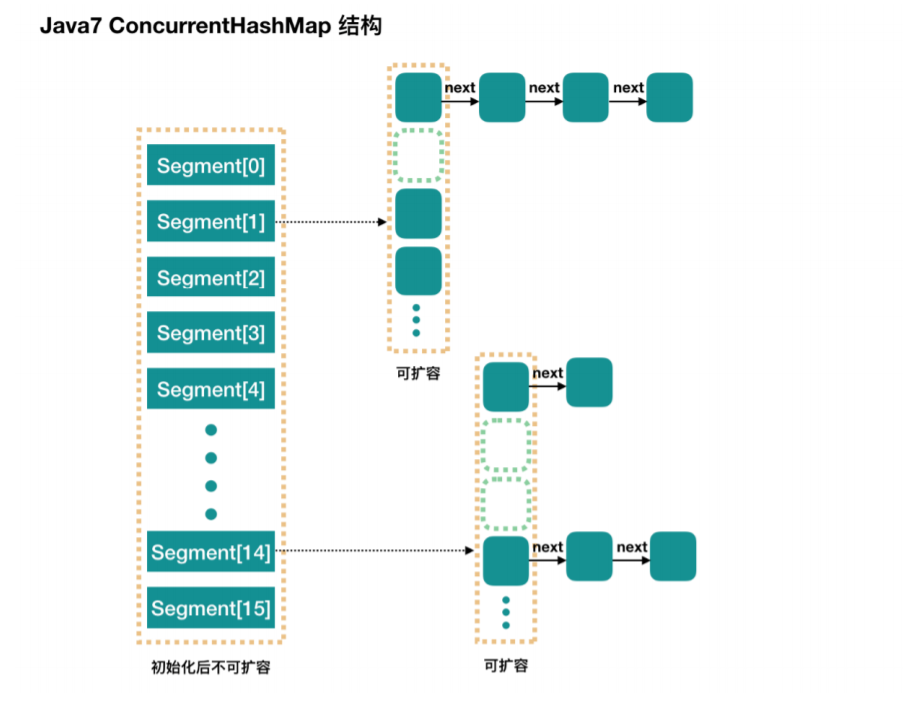 Java7 ConcurrentHashMap 结构
next
next
next
Segment[0]
Segment[1]
Segment[2]
Segment[3]
Segment[4]
可扩容
next
Segment[14]
next
next
Segment[15]
初始化后不可扩容
可扩容